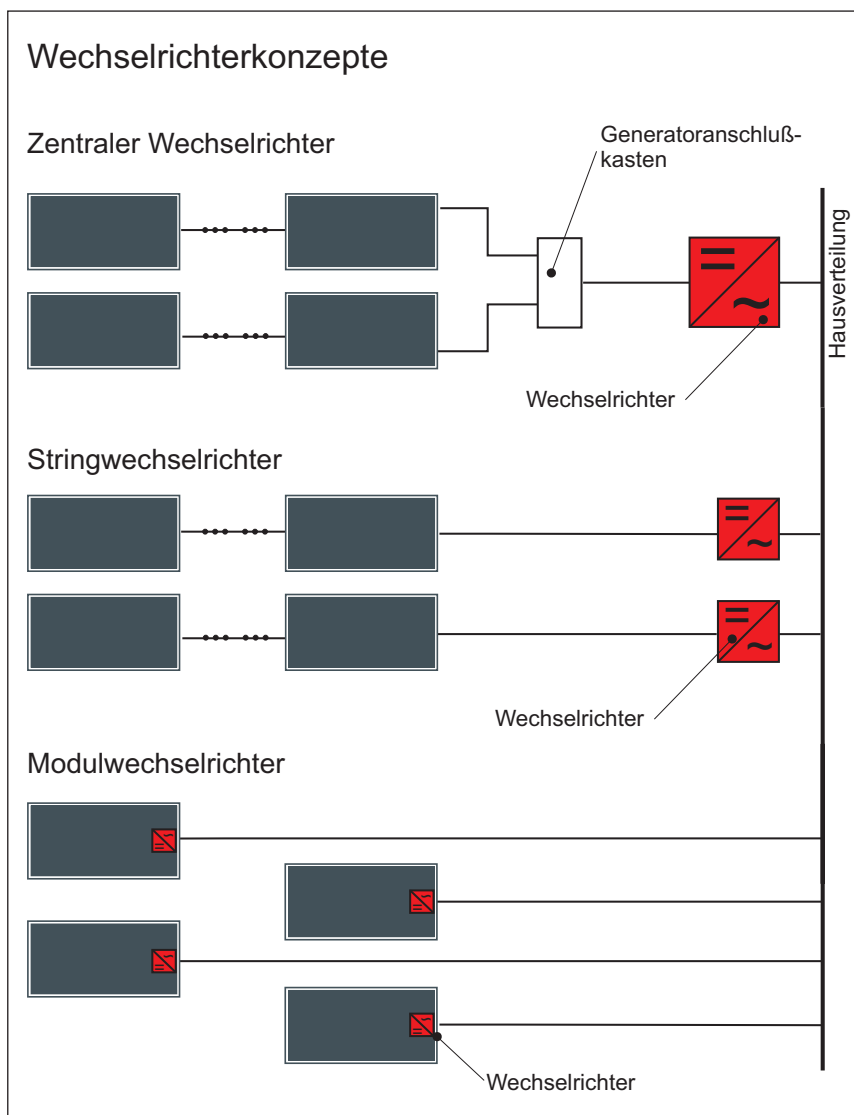 Wechselrichterkonzepte
Zentraler Wechselrichter
Generatoranschluß-
kasten
Hausverteilung
Wechselrichter
Stringwechselrichter
Wechselrichter
Modulwechselrichter
Wechselrichter